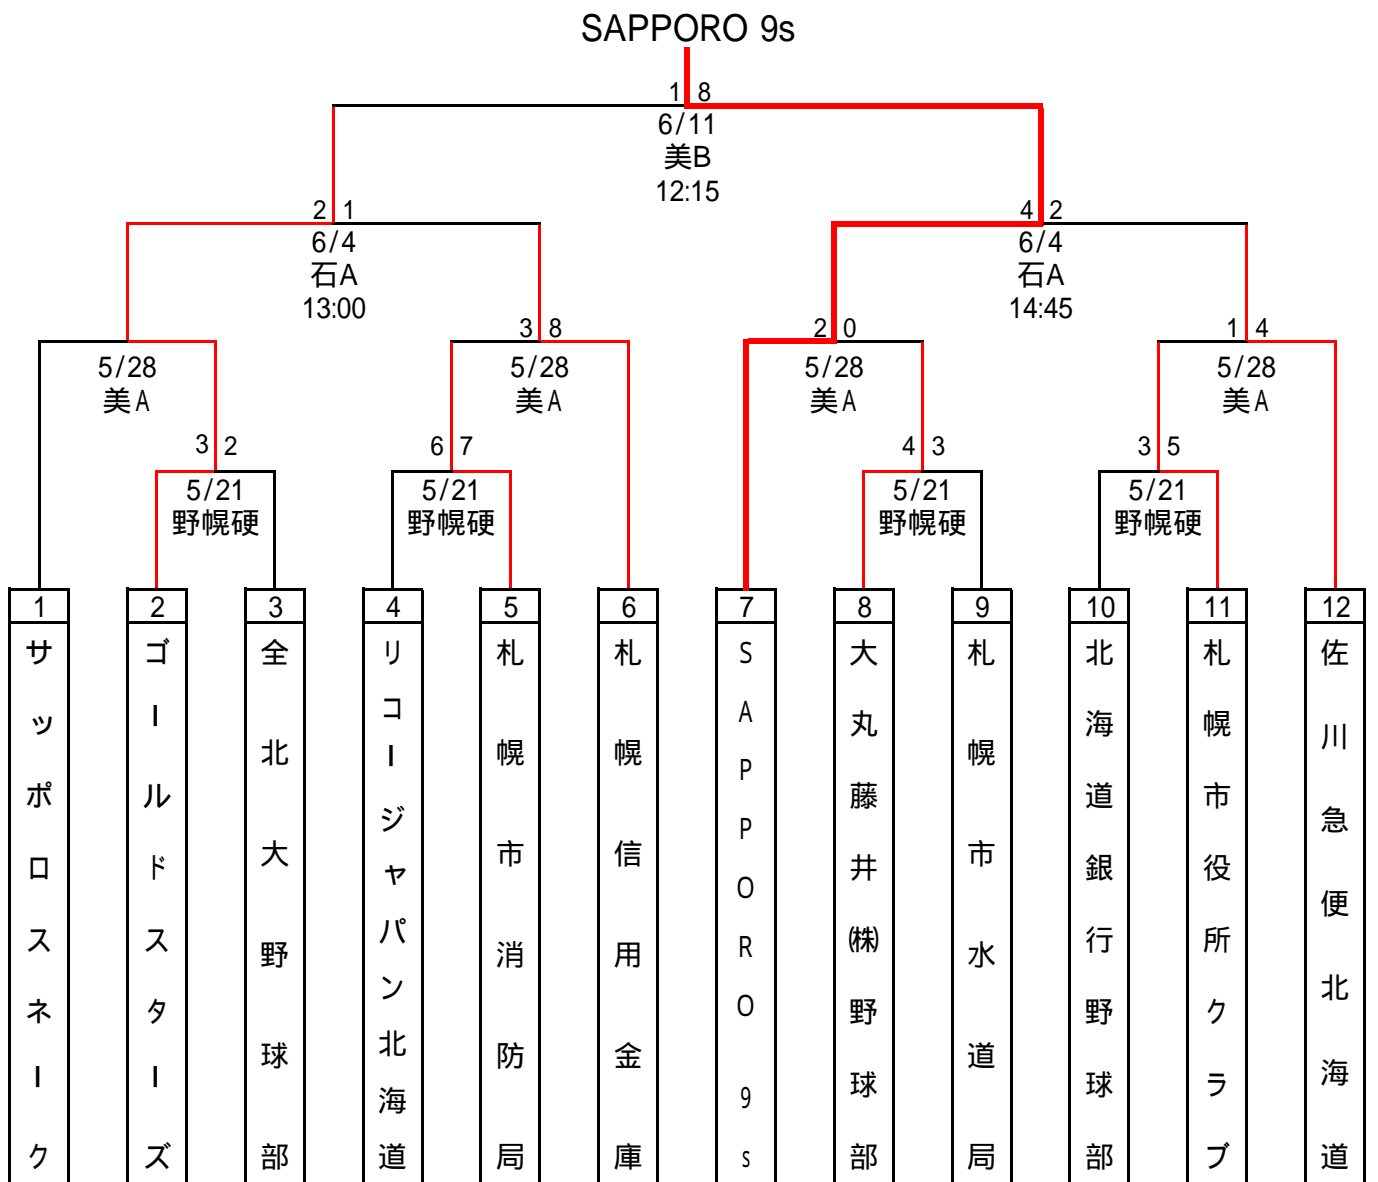 SAPPORO 9s
1 8
6/11
美B
12:15
2 1
6/4
石A
13:00
4 2
6/4
石A
14:45
5/28
美A
3 8
5/28
美A
2 0
5/28
美A
1 4
5/28
美A
3 2
5/21
野幌硬
6 7
5/21
野幌硬
4 3
5/21
野幌硬
3 5
5/21
野幌硬
1
サッポロスネーク
2
ゴールドスターズ
3
全北大野球部
4
リコージャパン北海道
5
札幌市消防局
6
札幌信用金庫
7
SAPPORO 9s
8
大丸藤井㈱野球部
9
札幌市水道局
10
北海道銀行野球部
11
札幌市役所クラブ
12
佐川急便北海道